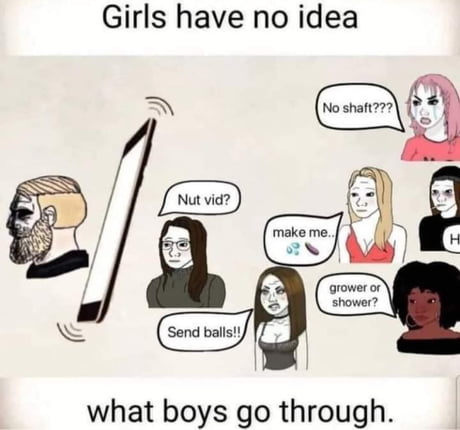 Girls have no idea
No shaft???
Nut vid?
make me..
H
grower or
shower?
Send balls!!
what boys go through.